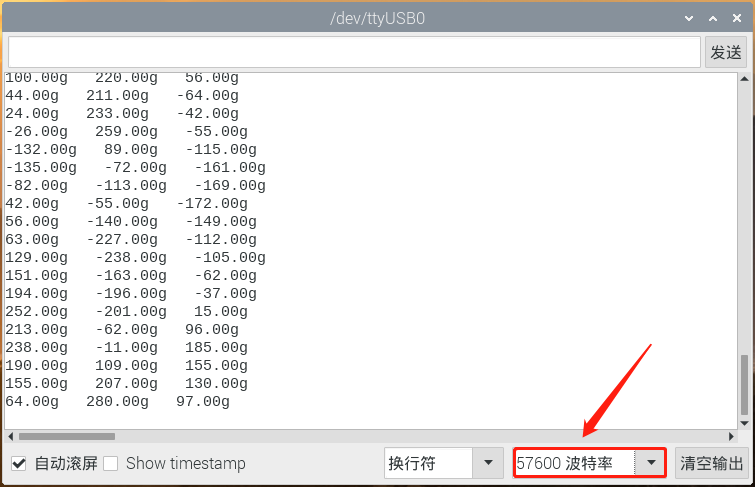 /dev/ttyUSB0
发送
100.00g 220.00g 56.00g
44.00g 211.00g -64.00g
24.00g 233.00g -42.00g
-26.00g 259.00g -55.00g
-132.00g 89.00g -115.00g
-135.00g -72.00g -161.00g
-82.00g -113.00g -169.00g
42.00g -55.00g -172.00g
56.00g -140.00g -149.00g
63.00g -227.00g -112.00g
129.00g -238.00g -105.00g
151.00g -163.00g -62.00g
194.00g -196.00g -37.00g
252.00g -201.00g 15.00g
213.00g -62.00g 96.00g
238.00g -11.00g 185.00g
190.00g 109.00g 155.00g
155.00g 207.00g 130.00g
64.00g 280.00g 97.00g
自动滚屏 Show timestamp 换行符 57600 波特率 清空输出